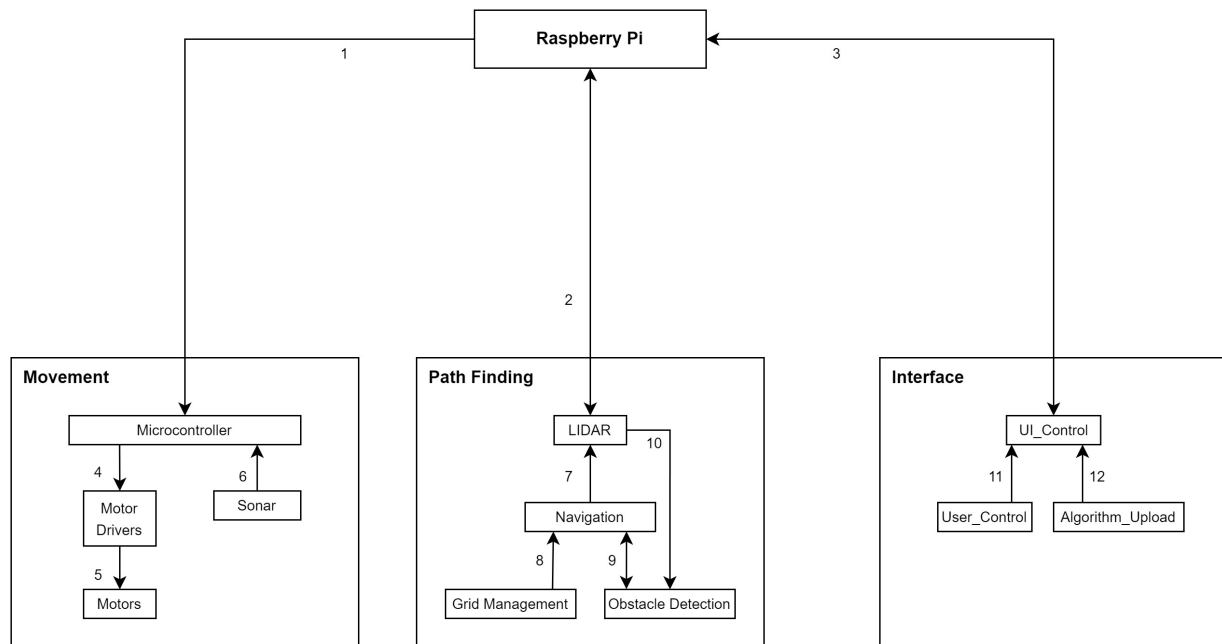 Raspberry Pi
1
3
2
Movement
Path Finding
Interface
Microcontroller
LIDAR
UI_Control
10
4
6
7
11
12
Motor
Drivers
Sonar
Navigation
User_Control
Algorithm_Upload
5
8
9
Motors
Grid Management
Obstacle Detection